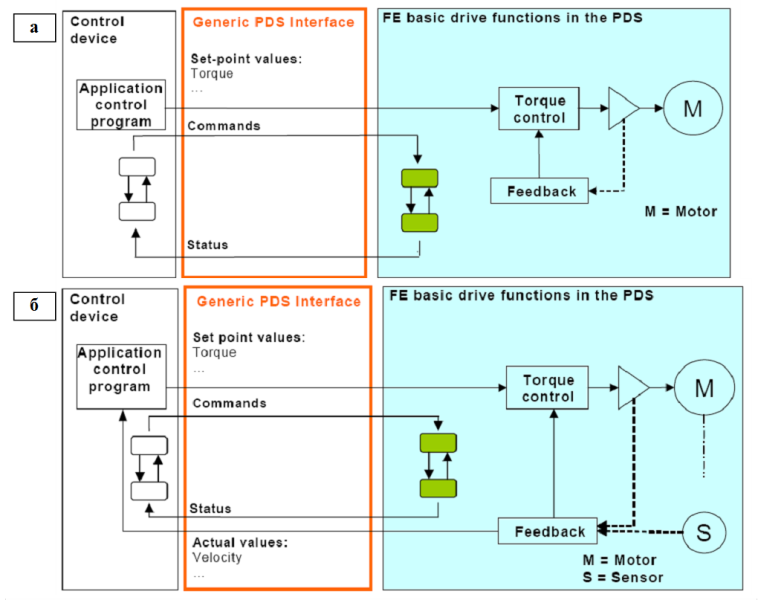 а
Control
device
Generic PDS Interface
FE basic drive functions in the PDS
Set-point values:
Torque
...
Application
control
program
Torque
control
M
Commands
Feedback
M = Motor
Status
б
Control
device
Generic PDS Interface
FE basic drive functions in the PDS
Set point values:
Torque
...
Application
control
program
Torque
control
M
Commands
Status
Feedback
S
Actual values:
Velocity
...
M = Motor
S = Sensor